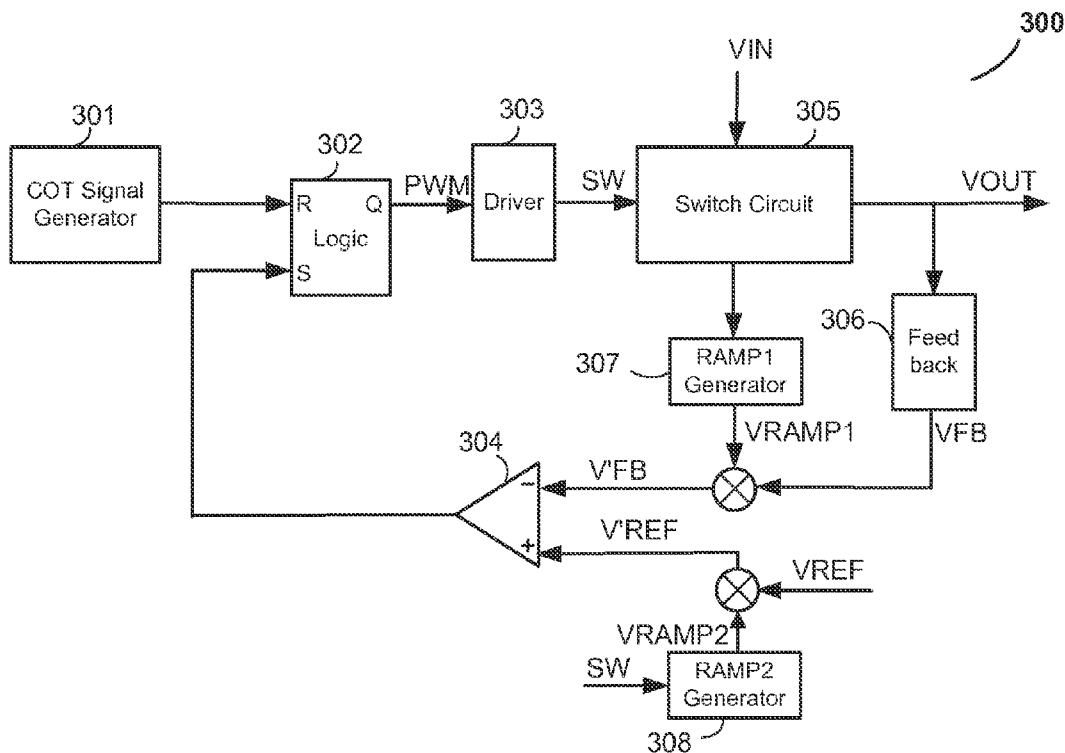 300
VIN
301
302
303
305
COT Signal
Generator
R
Q
Logic
S
PWM
Driver
SW
Switch Circuit
VOUT
306
Feed
back
307
RAMP1
Generator
VRAMP1
VFB
304
V'FB
−
+
V'REF
VREF
VRAMP2
SW
RAMP2
Generator
308